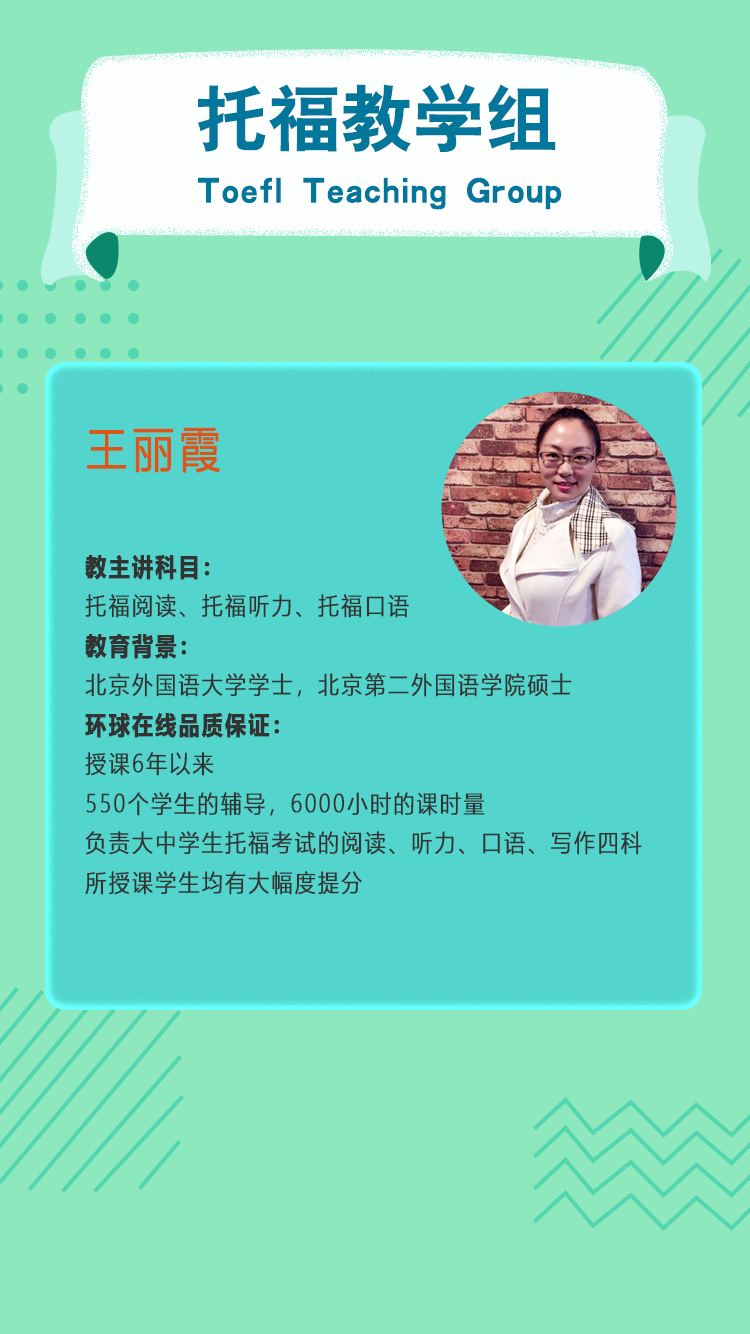 托福教学组
Toefl Teaching Group
王丽霞
教主讲科目：
托福阅读、托福听力、托福口语
教育背景：
北京外国语大学学士，北京第二外国语学院硕士
环球在线品质保证：
授课6年以来
550个学生的辅导，6000小时的课时量
负责大中学生托福考试的阅读、听力、口语、写作四科
所授课学生均有大幅度提分